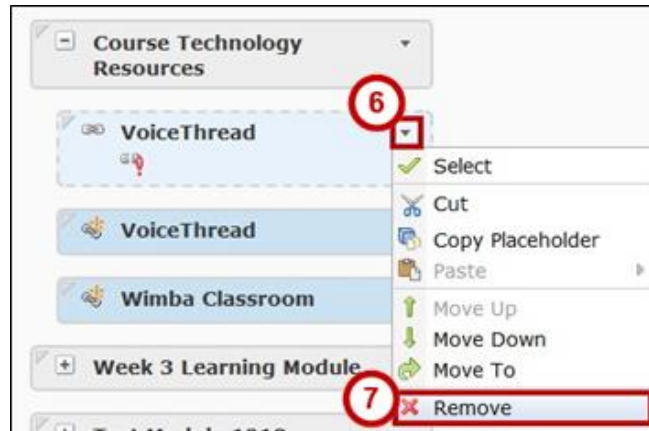 Course Technology
Resources
6
VoiceThread
Select
Cut
VoiceThread
Copy Placeholder
Paste
Wimba Classroom
Move Up
Move Down
Week 3 Learning Module
Move To
7
Remove